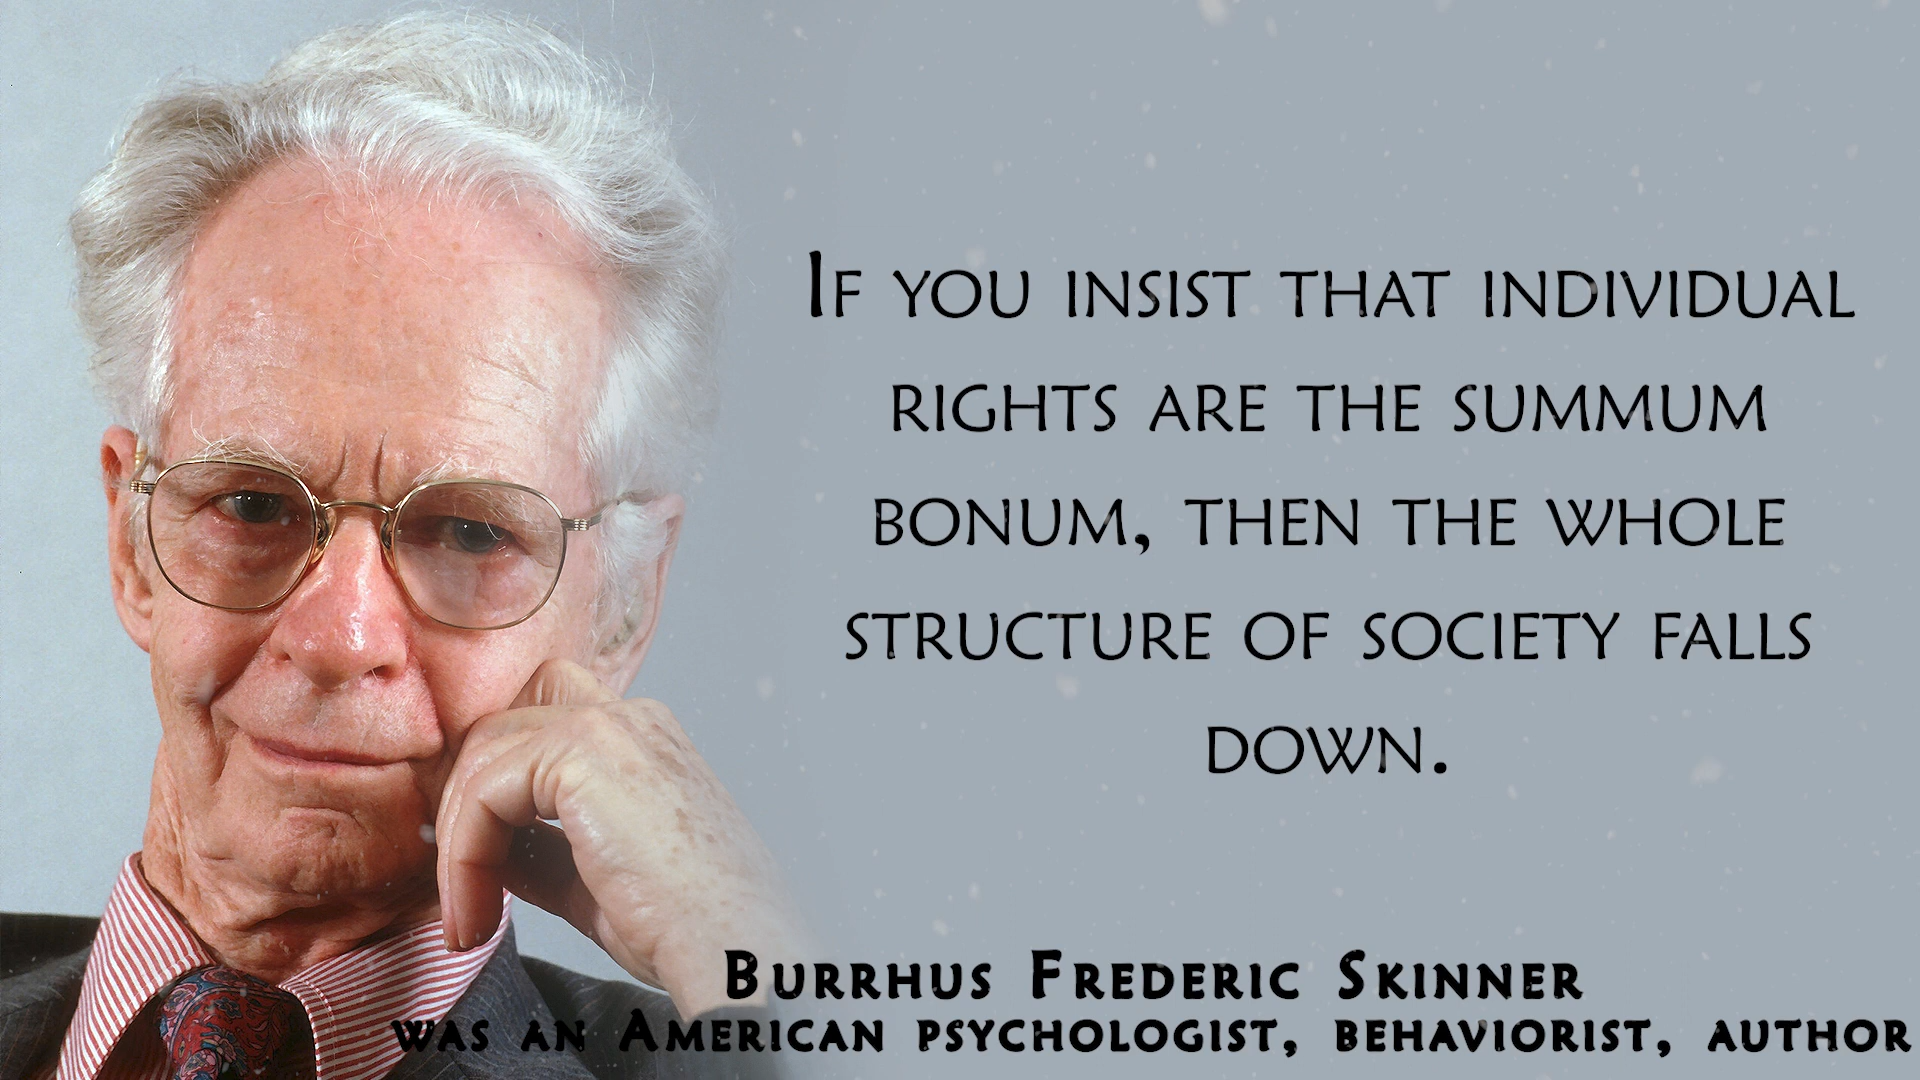 If you insist that individual
rights are the summum
bonum, then the whole
structure of society falls
down.
Burrhus Frederic Skinner
was an American psychologist, behaviorist, author